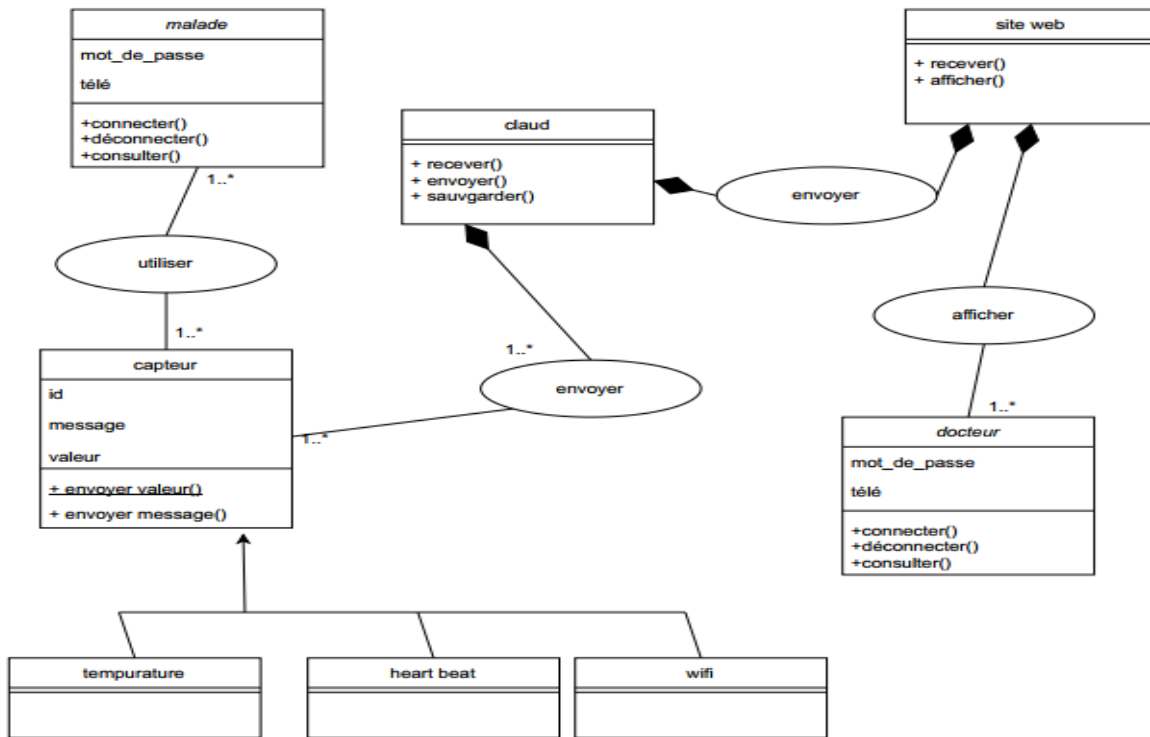 malade
mot_de_passe
télé
+connecter()
+déconnecter()
+consulter()
1..*
utiliser
1..*
capteur
id
message
valeur
+ envoyer valeur()
+ envoyer message()
tempurature
heart beat
wifi
claud
+ recever()
+ envoyer()
+ sauvgarder()
1..*
envoyer
1..*
envoyer
site web
+ recever()
+ afficher()
afficher
1..*
docteur
mot_de_passe
télé
+connecter()
+déconnecter()
+consulter()